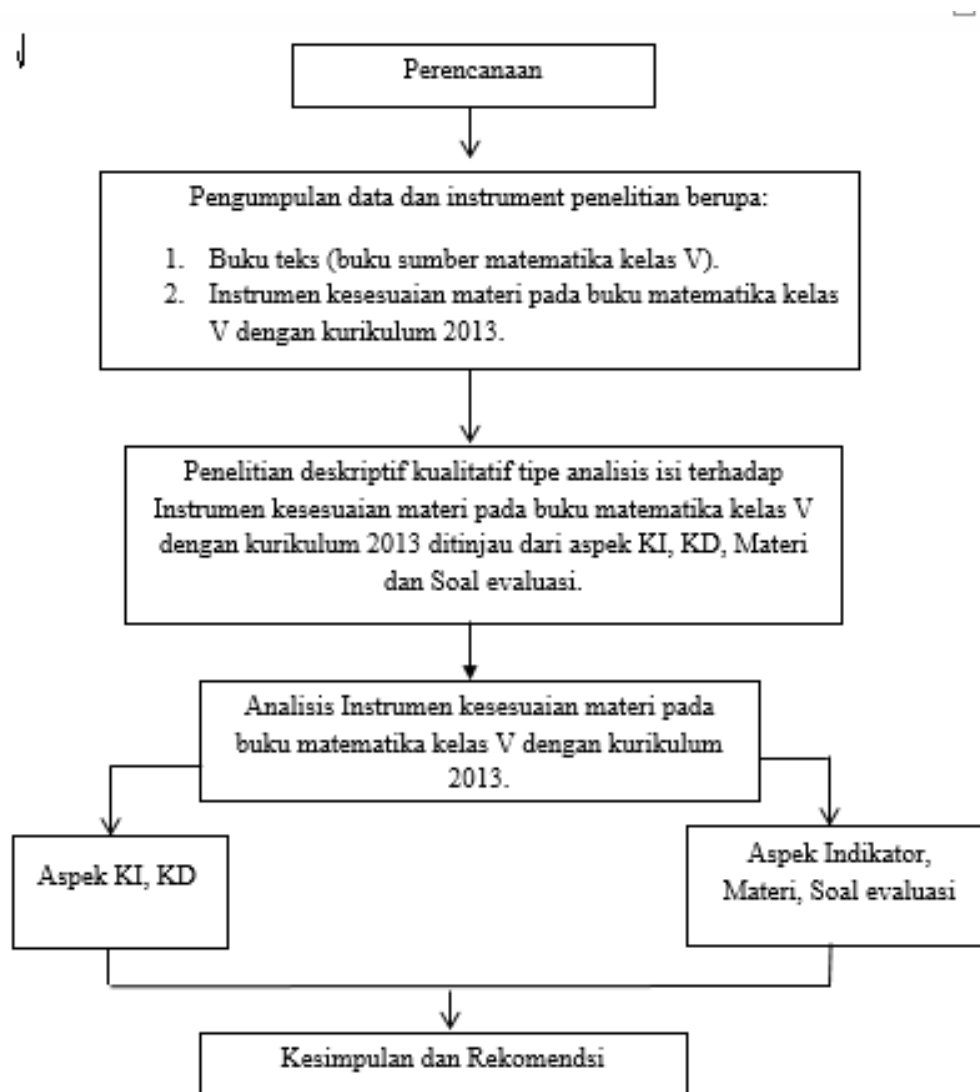 Perencanaan
Pengumpulan data dan instrument penelitian berupa:
1. Buku teks (buku sumber matematika kelas V).
2. Instrumen kesesuaian materi pada buku matematika kelas
V dengan kurikulum 2013.
Penelitian deskriptif kualitatif tipe analisis isi terhadap
Instrumen kesesuaian materi pada buku matematika kelas V
dengan kurikulum 2013 ditinjau dari aspek KI, KD, Materi
dan Soal evaluasi.
Analisis Instrumen kesesuaian materi pada
buku matematika kelas V dengan kurikulum
2013.
Aspek KI, KD
Aspek Indikator,
Materi, Soal evaluasi
Kesimpulan dan Rekomendsi